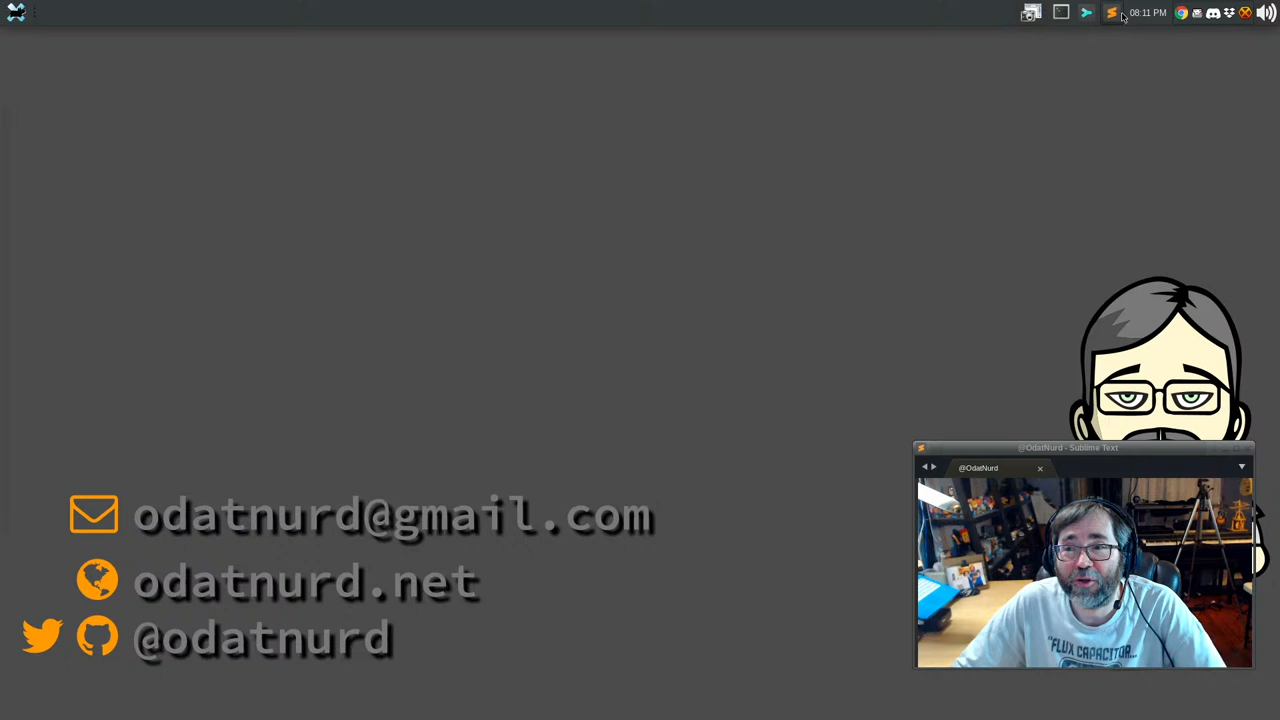 08:11 PM
@OdatNurd - Sublime Text
@OdatNurd
"FLUX CAPACITOR...
odatnurd@gmail.com
odatnurd.net
@odatnurd